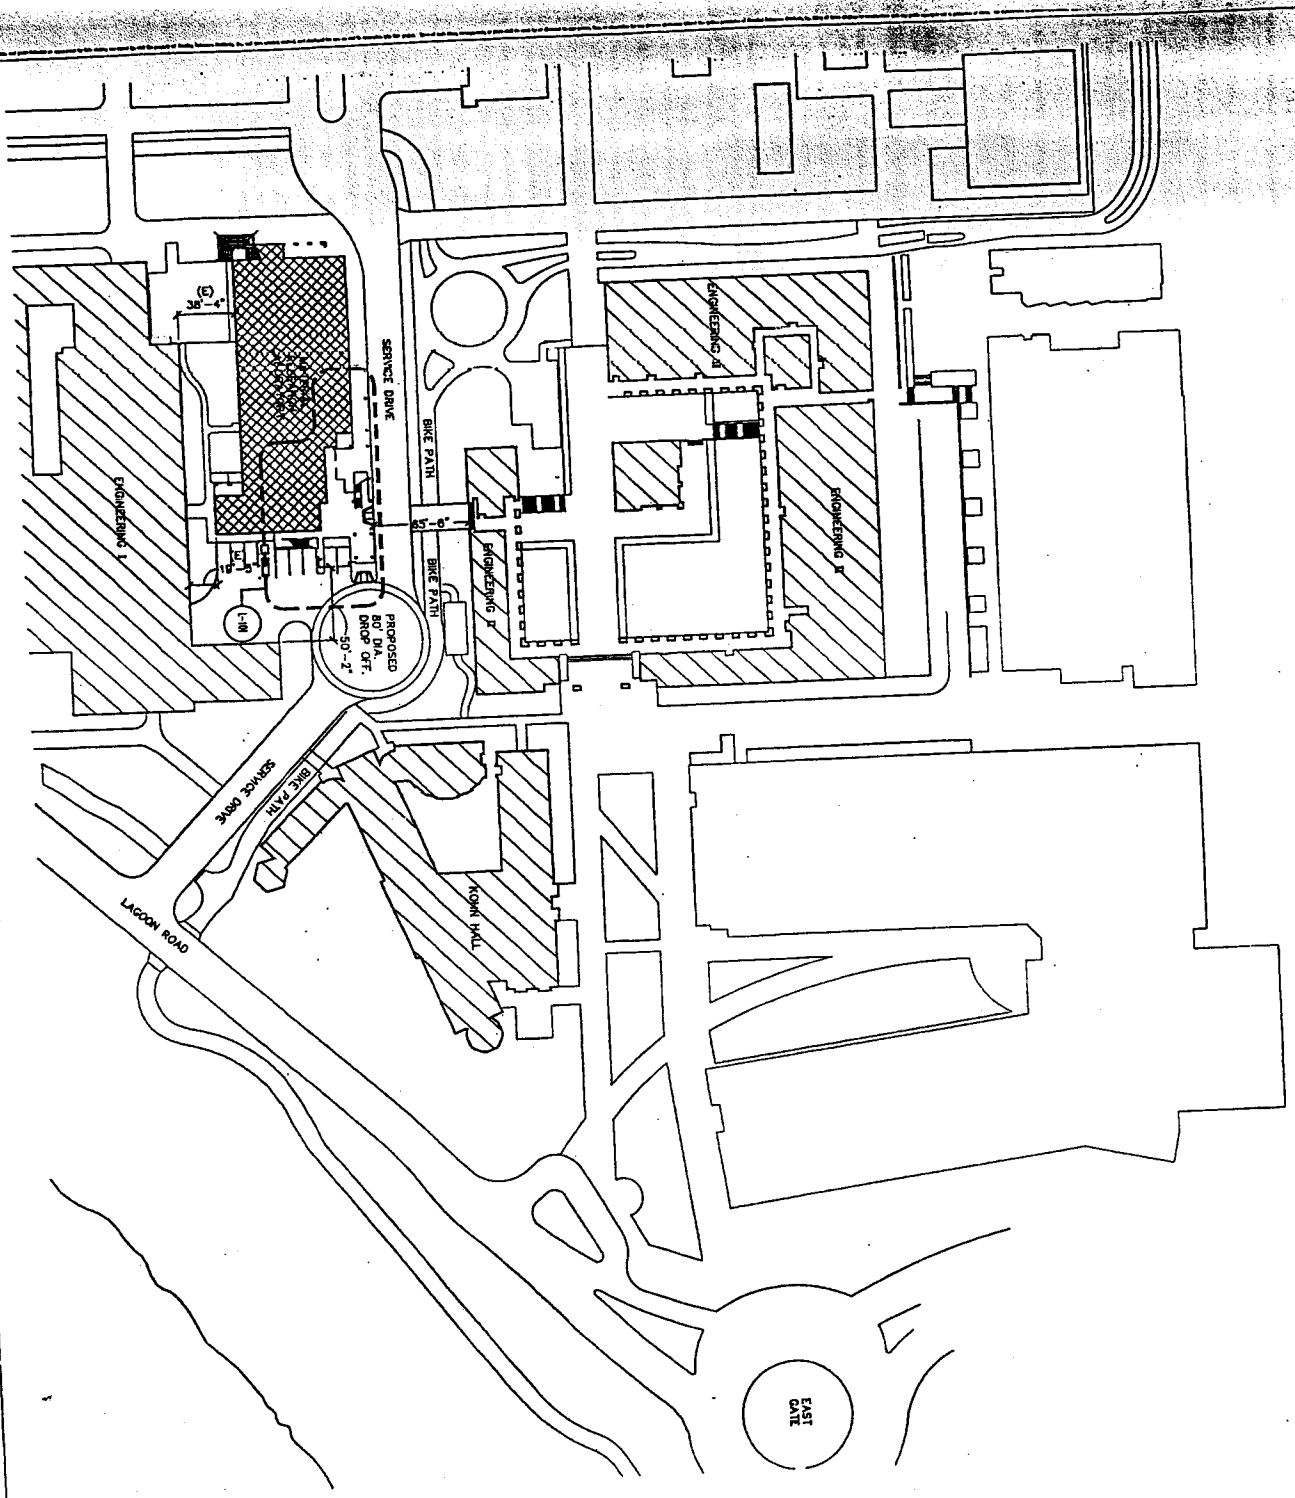 (E)
38'-4"
SERVICE DRIVE
BIKE PATH
65'-6"
BIKE PATH
ENGINEERING I
(E)
L-101
PROPOSED
80' DIA.
DROP OFF.
50'-2"
ENGINEERING III
ENGINEERING II
ENGINEERING II
SERVICE DRIVE
BIKE PATH
KOHN HALL
LAGOON ROAD
EAST
GATE